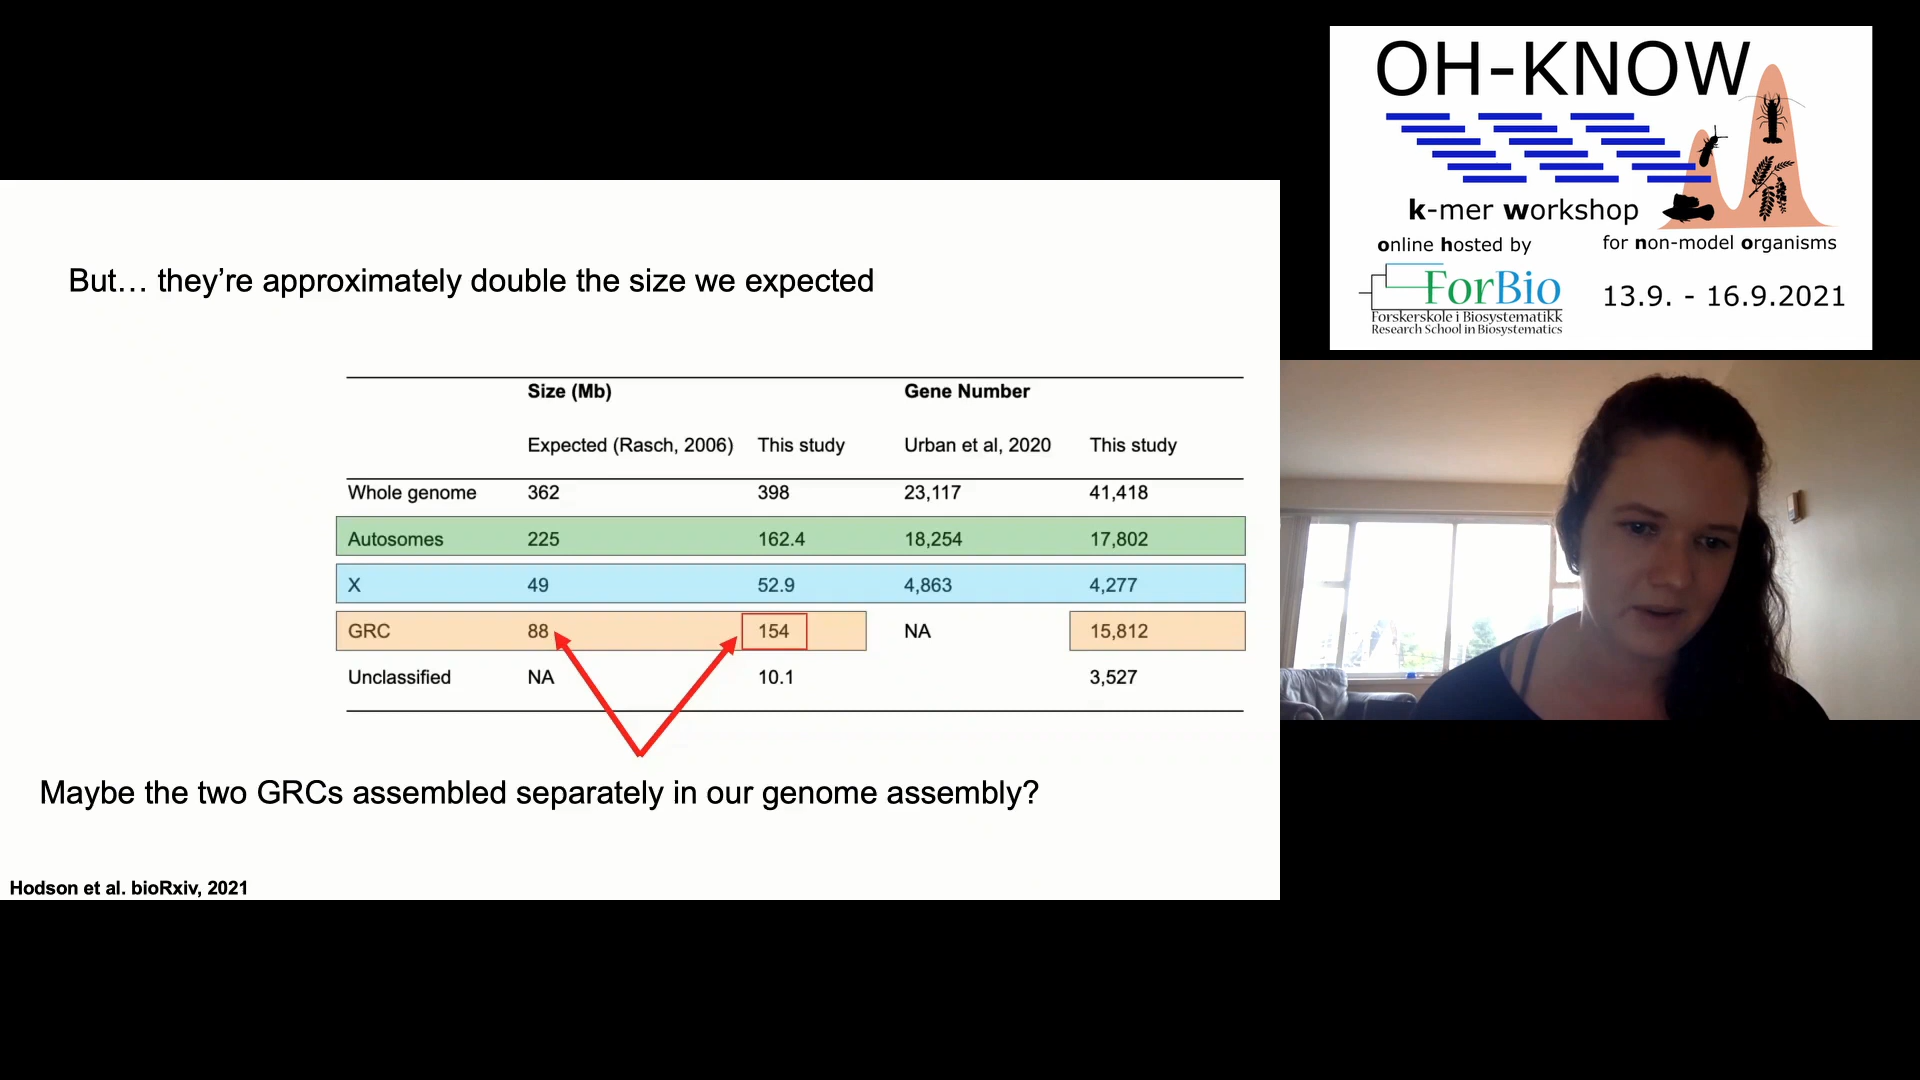 OH-KNOW
k-mer workshop
online hosted by for non-model organisms
ForBio
Forskerskole i Biosystematikk
Research School in Biosystematics
13.9. - 16.9.2021
But… they’re approximately double the size we expected
Size (Mb) Gene Number
Expected (Rasch, 2006) This study Urban et al, 2020 This study
Whole genome 362 398 23,117 41,418
Autosomes 225 162.4 18,254 17,802
X 49 52.9 4,863 4,277
GRC 88 154 NA 15,812
Unclassified NA 10.1 3,527
Maybe the two GRCs assembled separately in our genome assembly?
Hodson et al. bioRxiv, 2021